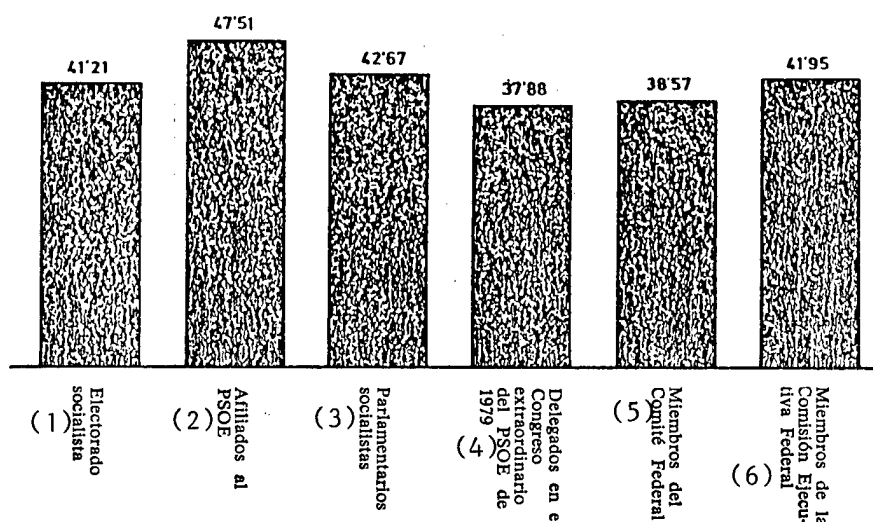 41'21
47'51
42'67
37'88
38'57
41'95
(1)
Electorado
socialista
(2)
Afiliados al
PSOE
(3)
Parlamentarios
socialistas
(4)
Delegados en e
Congreso
extraordinario
del PSOE de
1979
(5)
Miembros del
Comité Federal
(6)
Miembros de la
Comisión Ejecu-
tiva Federal